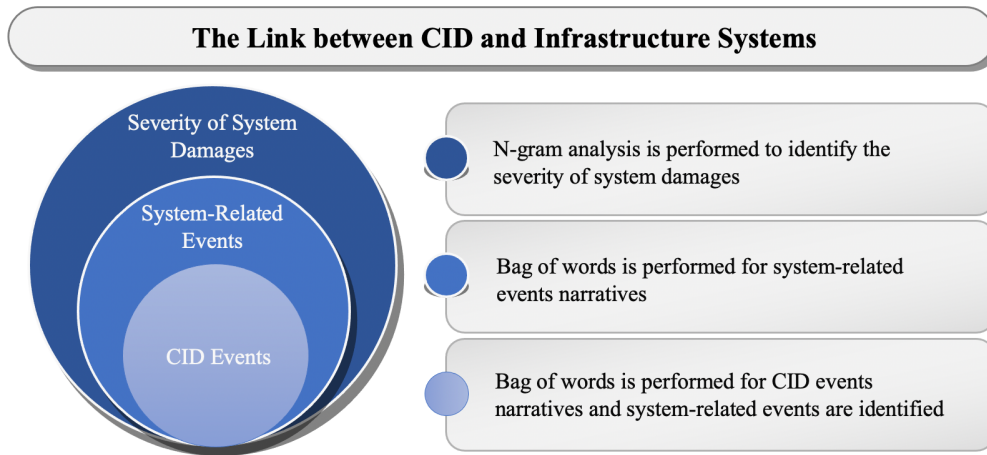 The Link between CID and Infrastructure Systems
Severity of System
Damages
System-Related
Events
CID Events
N-gram analysis is performed to identify the
severity of system damages
Bag of words is performed for system-related
events narratives
Bag of words is performed for CID events
narratives and system-related events are identified